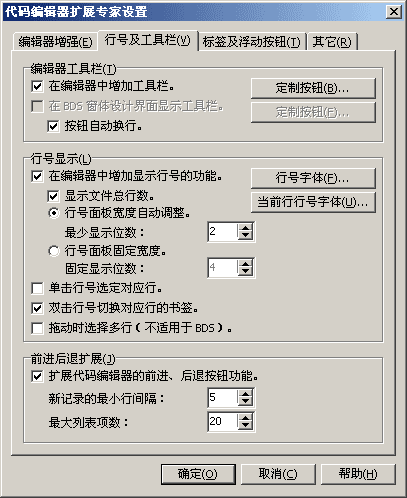 代码编辑器扩展专家设置
编辑器增强(E) 行号及工具栏(V) 标签及浮动按钮(T) 其它(R)
编辑器工具栏(T)
在编辑器中增加工具栏。 定制按钮(B)...
在 BDS 窗体设计界面显示工具栏。 定制按钮(F)...
按钮自动换行。
行号显示(L)
在编辑器中增加显示行号的功能。 行号字体(F)...
显示文件总行数。 当前行行号字体(U)...
行号面板宽度自动调整。
最少显示位数： 2
行号面板固定宽度。
固定显示位数： 4
单击行号选定对应行。
双击行号切换对应行的书签。
拖动时选择多行（不适用于 BDS）。
前进后退扩展(J)
扩展代码编辑器的前进、后退按钮功能。
新记录的最小行间隔： 5
最大列表项数： 20
确定(O) 取消(C) 帮助(H)